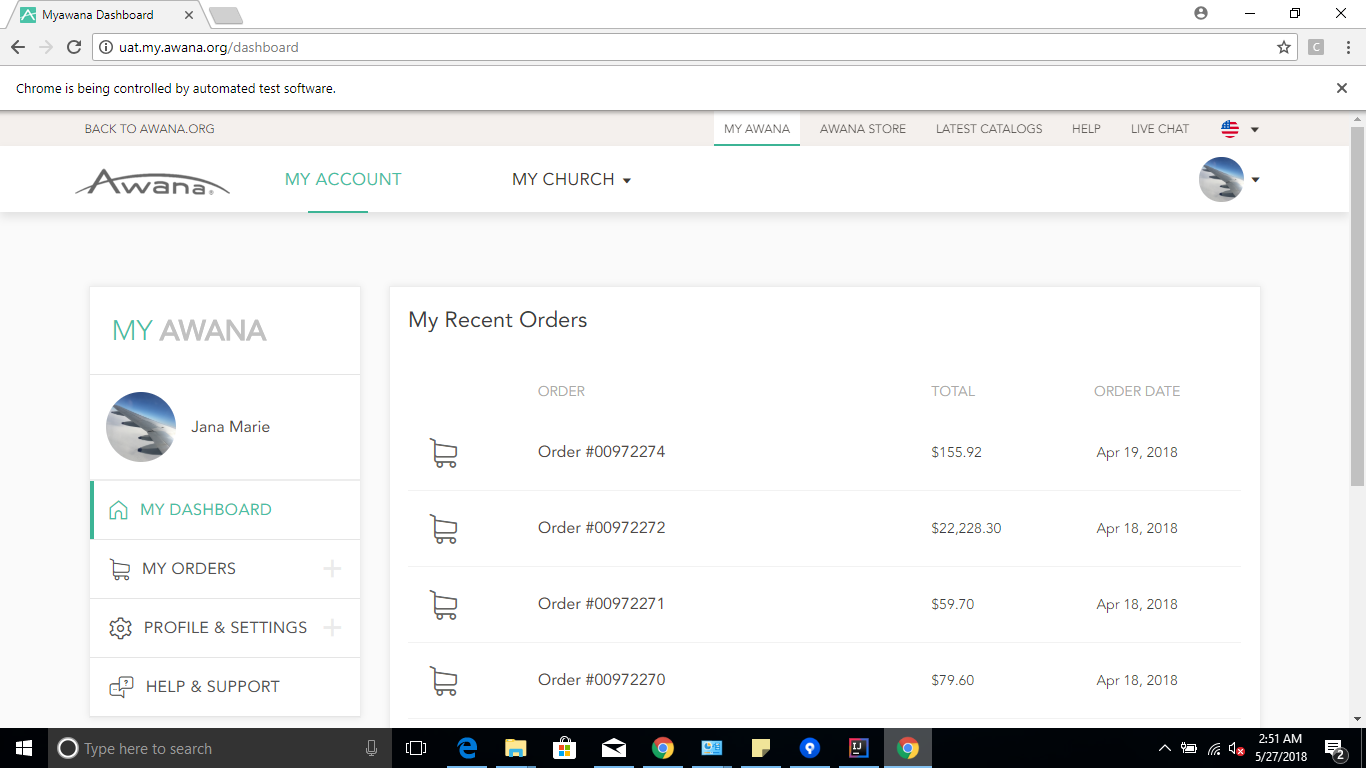 Myawana Dashboard
uat.my.awana.org/dashboard
C
Chrome is being controlled by automated test software.
BACK TO AWANA.ORG
MY AWANA
AWANA STORE
LATEST CATALOGS
HELP
LIVE CHAT
Awana®
MY ACCOUNT
MY CHURCH
MY AWANA
Jana Marie
MY DASHBOARD
MY ORDERS
PROFILE & SETTINGS
HELP & SUPPORT
My Recent Orders
ORDER TOTAL ORDER DATE
Order #00972274 $155.92 Apr 19, 2018
Order #00972272 $22,228.30 Apr 18, 2018
Order #00972271 $59.70 Apr 18, 2018
Order #00972270 $79.60 Apr 18, 2018
Type here to search
IJ
2:51 AM
5/27/2018
2